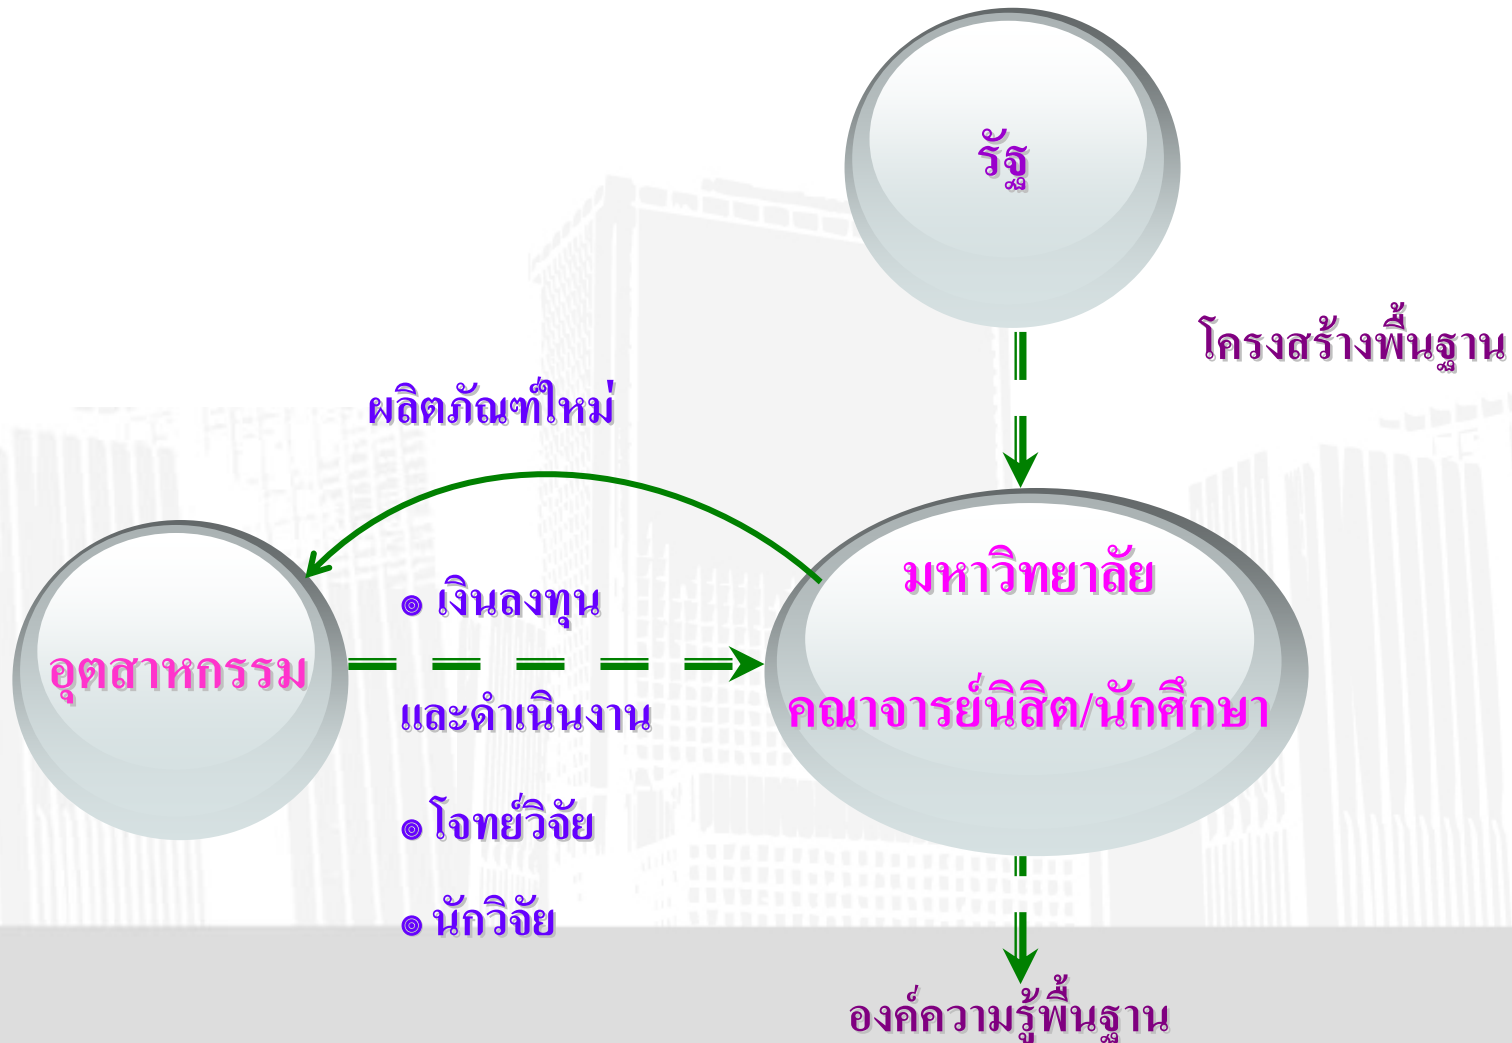 รัฐ
โครงสร้างพื้นฐาน
ผลิตภัณฑ์ใหม่
มหาวิทยาลัย
๏ เงินลงทุน
อุตสาหกรรม
คณาจารย์นิสิต/นักศึกษา
และดำเนินงาน
๏ โจทย์วิจัย
๏ นักวิจัย
องค์ความรู้พื้นฐาน